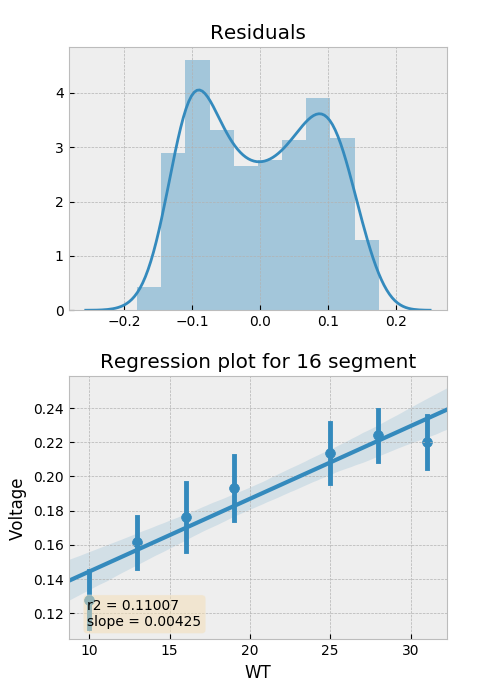 Residuals
4
3
2
1
0
−0.2 −0.1 0.0 0.1 0.2
Regression plot for 16 segment
0.24
0.22
0.20
0.18
0.16
0.14
0.12
Voltage
r2 = 0.11007
slope = 0.00425
10 15 20 25 30
WT